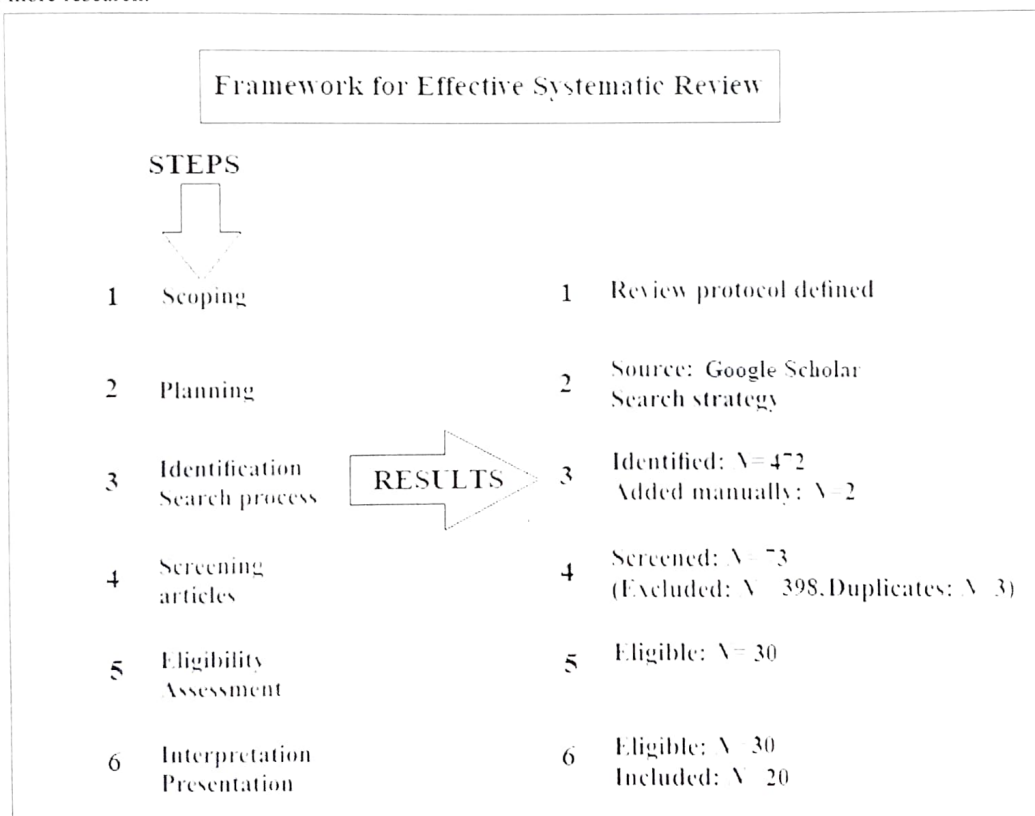 more research.
Framework for Effective Systematic Review
STEPS
1 Scoping
1 Review protocol defined
2 Planning
2 Source: Google Scholar
Search strategy
3 Identification
Search process
RESULTS
3 Identified: N=472
Added manually: N=2
4 Screening
articles
4 Screened: N=73
(Excluded: N=398, Duplicates: N=3)
5 Eligibility
Assessment
5 Eligible: N=30
6 Interpretation
Presentation
6 Eligible: N=30
Included: N=20